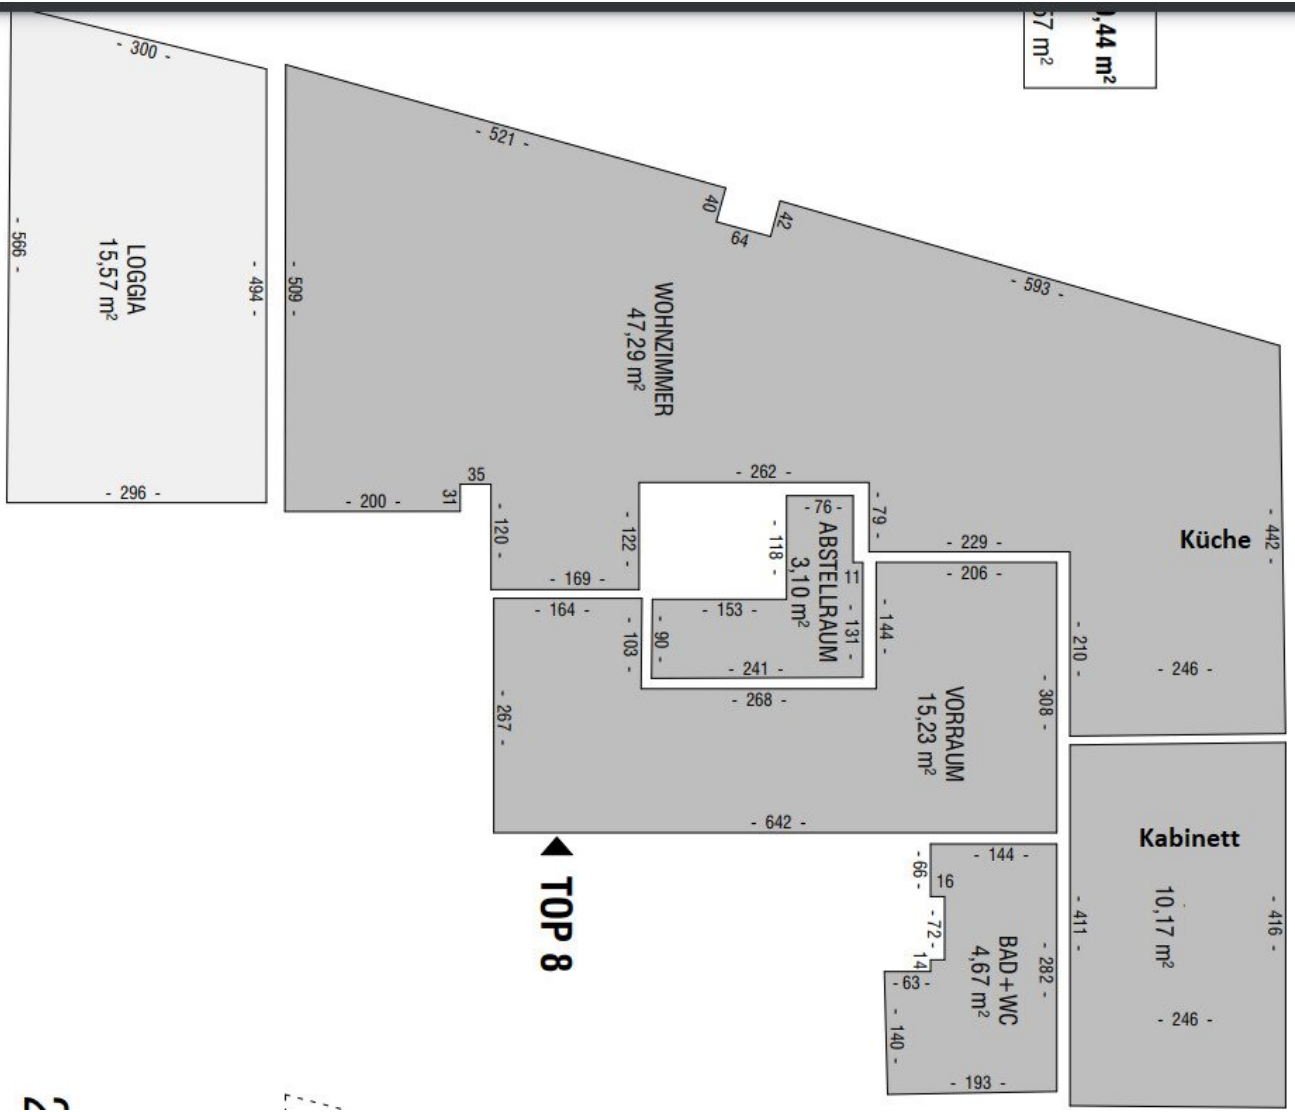 ,44 m²
57 m²
- 300 -
- 521 -
40
64
42
- 593 -
- 566 -
LOGGIA
15,57 m²
- 494 -
- 509 -
WOHNZIMMER
47,29 m²
- 296 -
- 200 -
31
35
- 120 -
- 169 -
- 122 -
- 262 -
- 79 -
- 229 -
Küche
- 442 -
- 210 -
- 246 -
- 76 -
- 118 -
ABSTELLRAUM
3,10 m²
11
- 131 -
- 153 -
- 90 -
- 241 -
- 164 -
- 103 -
- 268 -
- 144 -
- 206 -
- 308 -
VORRAUM
15,23 m²
- 267 -
- 642 -
TOP 8
- 144 -
- 66 -
16
- 72 -
14
- 63 -
- 140 -
BAD+WC
4,67 m²
- 282 -
- 193 -
Kabinett
10,17 m²
- 411 -
- 416 -
- 246 -